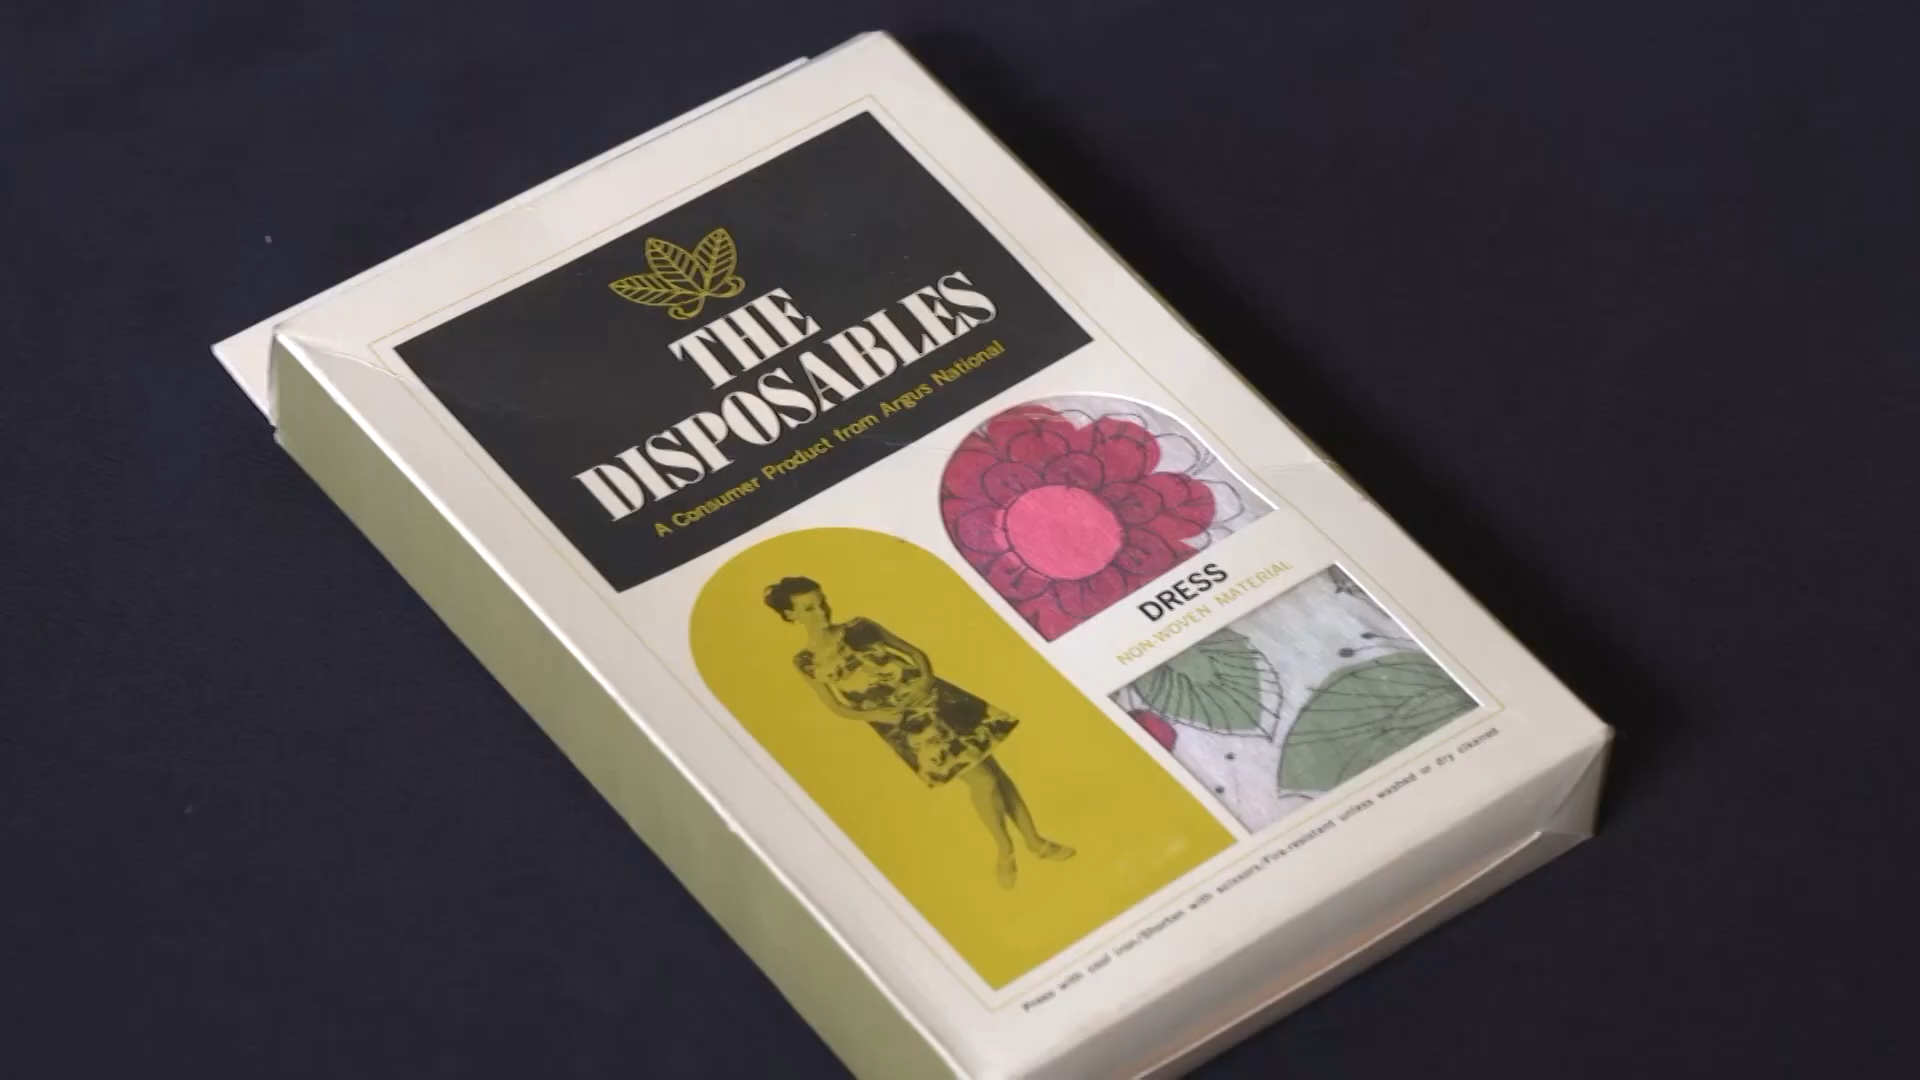 THE
DISPOSABLES
A Consumer Product from Argus National
DRESS
NON-WOVEN MATERIAL
Press with cool iron/Shorten with scissors/Fire-resistant unless washed or dry cleaned